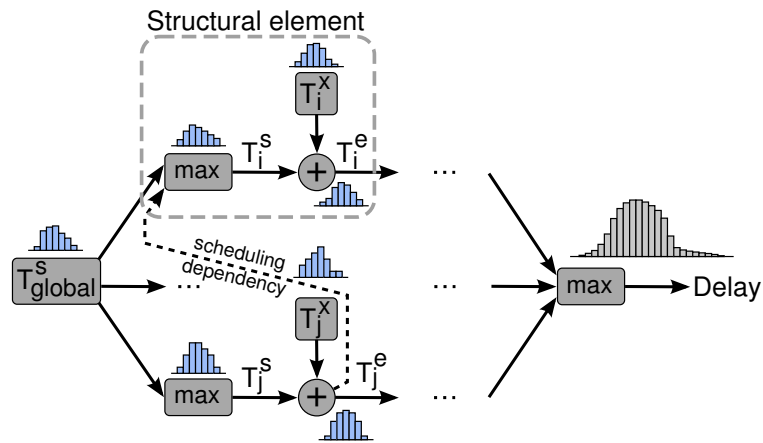 Structural element
T_i^x
max
T_i^s
+
T_i^e
...
scheduling
dependency
T_global^s
...
...
max
Delay
T_j^x
max
T_j^s
+
T_j^e
...